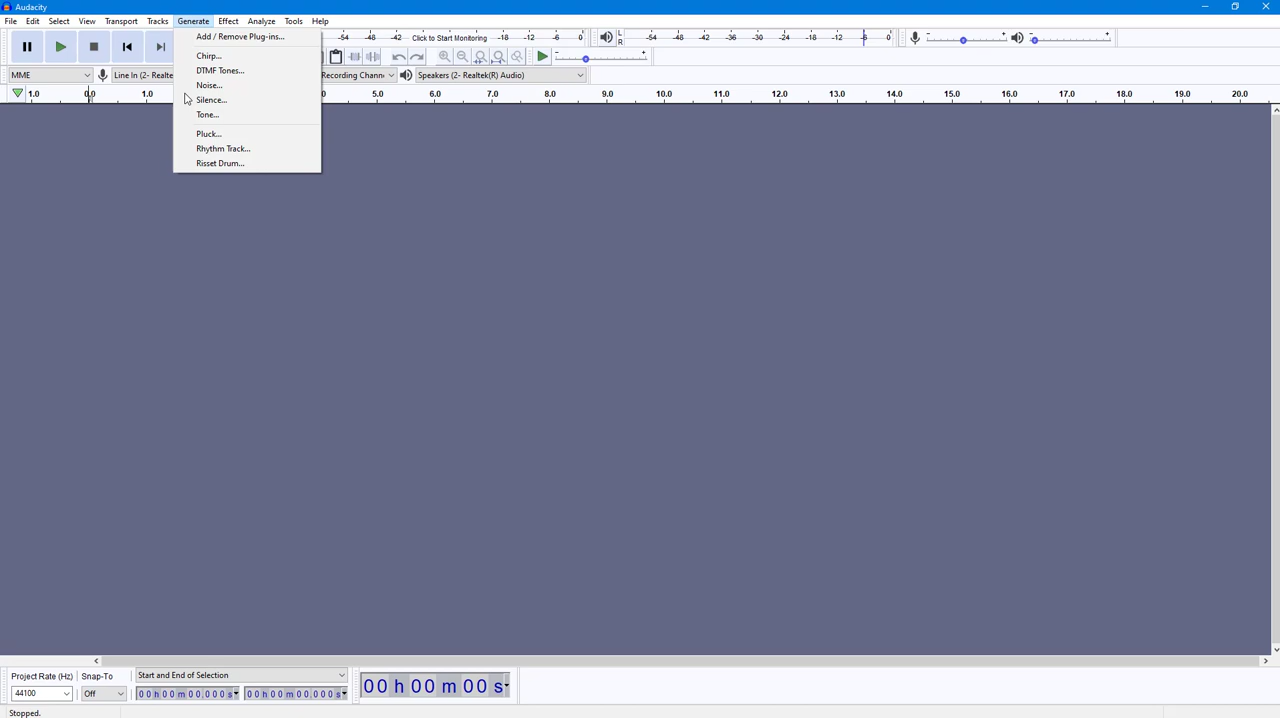 Audacity
File Edit Select View Transport Tracks Generate Effect Analyze Tools Help
Add / Remove Plug-ins...
Chirp...
DTMF Tones...
Noise...
Silence...
Tone...
Pluck...
Rhythm Track...
Risset Drum...
-54 -48 -42 Click to Start Monitoring -18 -12 -6 0
L
R
-54 -48 -42 -36 -30 -24 -18 -12 -6 0
MME Line In (2- Realte Recording Chann Speakers (2- Realtek(R) Audio)
1.0 0.0 1.0 5.0 6.0 7.0 8.0 9.0 10.0 11.0 12.0 13.0 14.0 15.0 16.0 17.0 18.0 19.0 20.0
Project Rate (Hz) Snap-To Start and End of Selection
44100 Off 00h00m00.000s 00h00m00.000s
00h00m00s
Stopped.